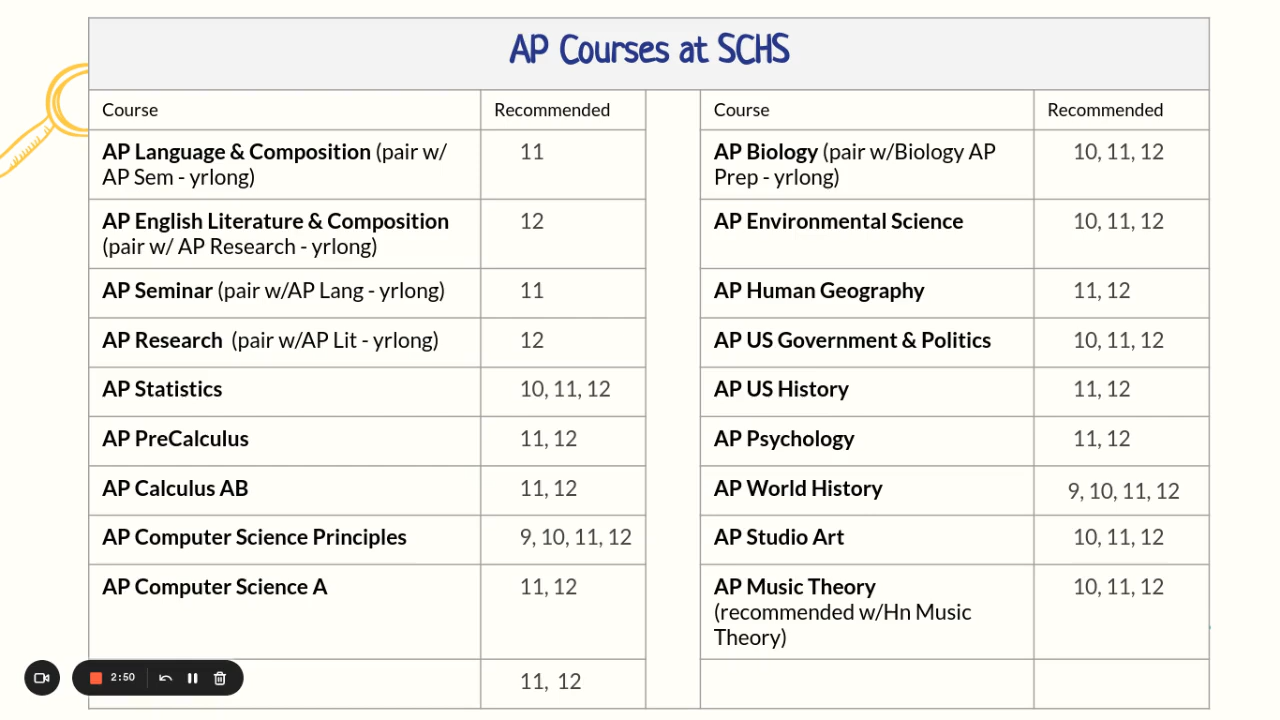 AP Courses at SCHS
Course Recommended Course Recommended
AP Language & Composition (pair w/ 11 AP Biology (pair w/Biology AP 10, 11, 12
AP Sem - yrlong) Prep - yrlong)
AP English Literature & Composition 12 AP Environmental Science 10, 11, 12
(pair w/ AP Research - yrlong)
AP Seminar (pair w/AP Lang - yrlong) 11 AP Human Geography 11, 12
AP Research (pair w/AP Lit - yrlong) 12 AP US Government & Politics 10, 11, 12
AP Statistics 10, 11, 12 AP US History 11, 12
AP PreCalculus 11, 12 AP Psychology 11, 12
AP Calculus AB 11, 12 AP World History 9, 10, 11, 12
AP Computer Science Principles 9, 10, 11, 12 AP Studio Art 10, 11, 12
AP Computer Science A 11, 12 AP Music Theory 10, 11, 12
(recommended w/Hn Music
Theory)
2:50 11, 12